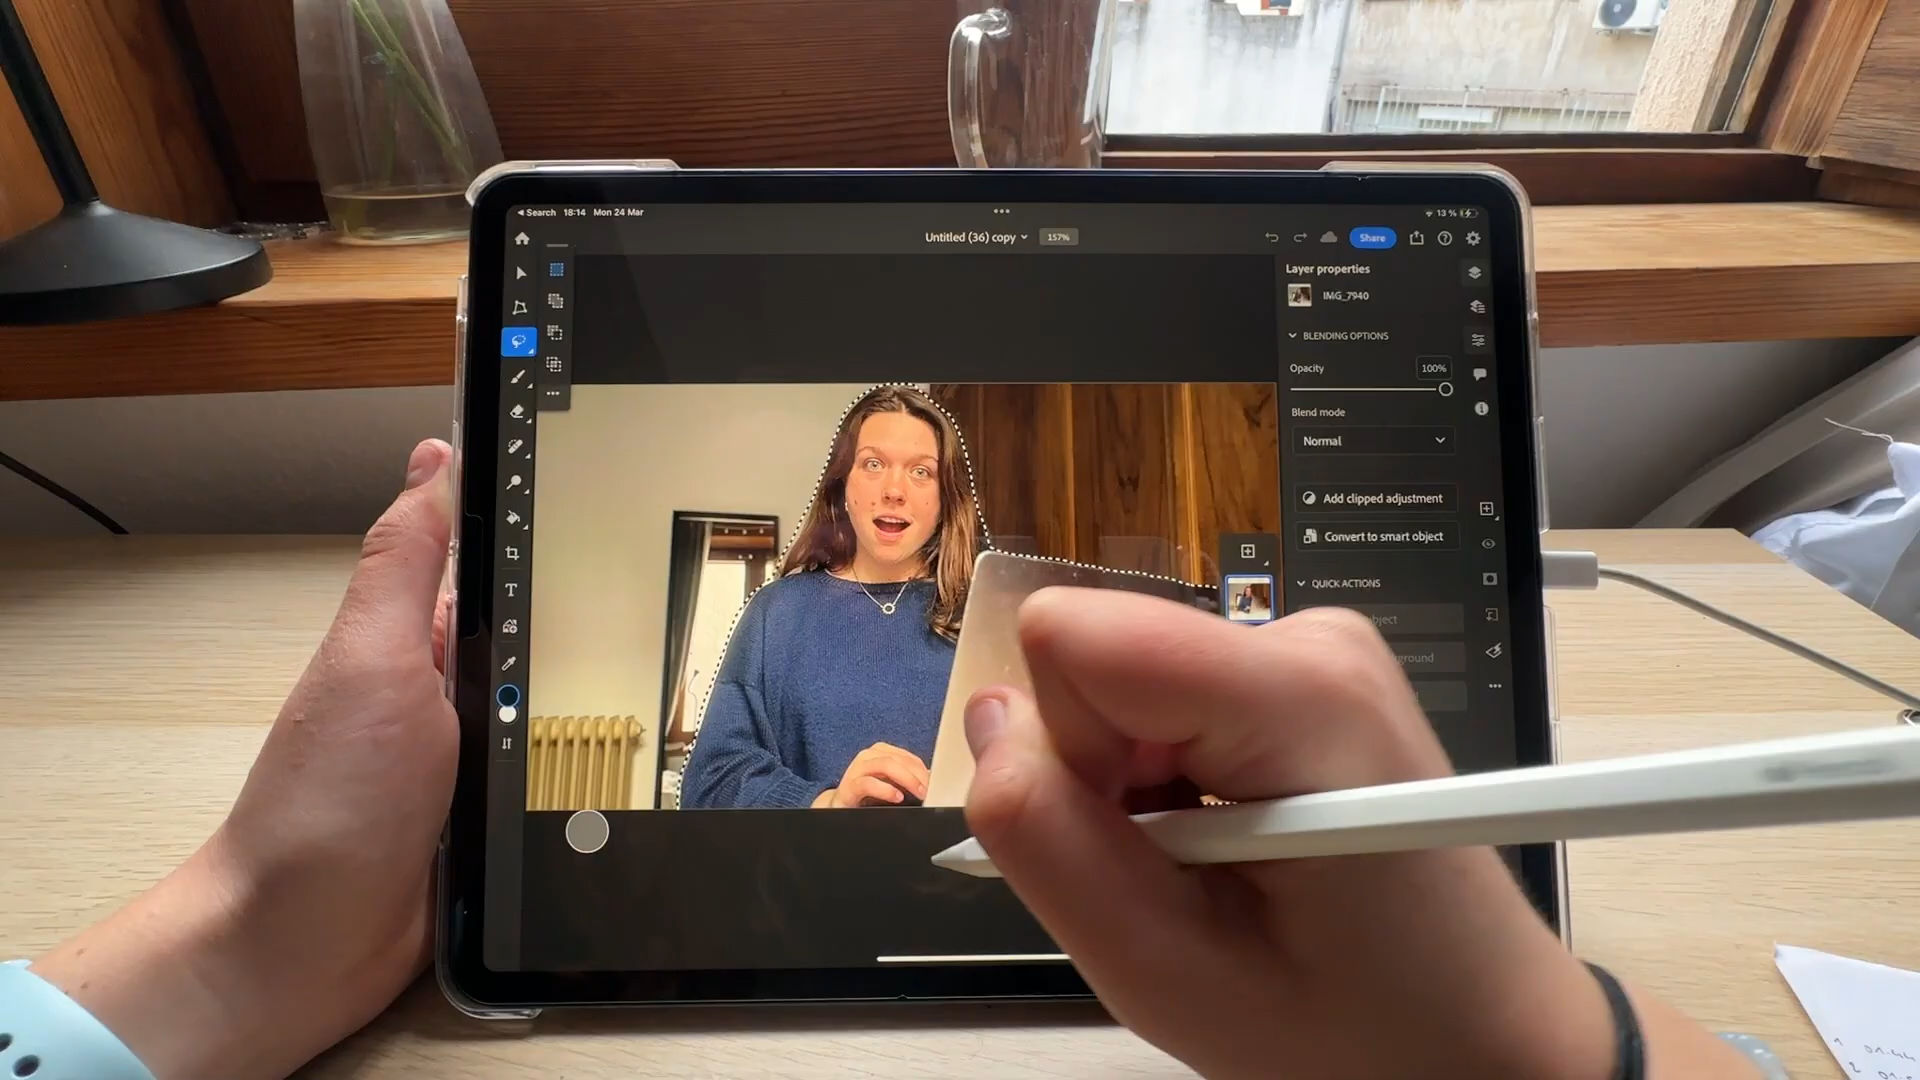 Search 18:14 Mon 24 Mar
13 %
Untitled (36) copy 157% Share
Layer properties
IMG_7940
BLENDING OPTIONS
Opacity 100%
Blend mode
Normal
Add clipped adjustment
Convert to smart object
QUICK ACTIONS
T